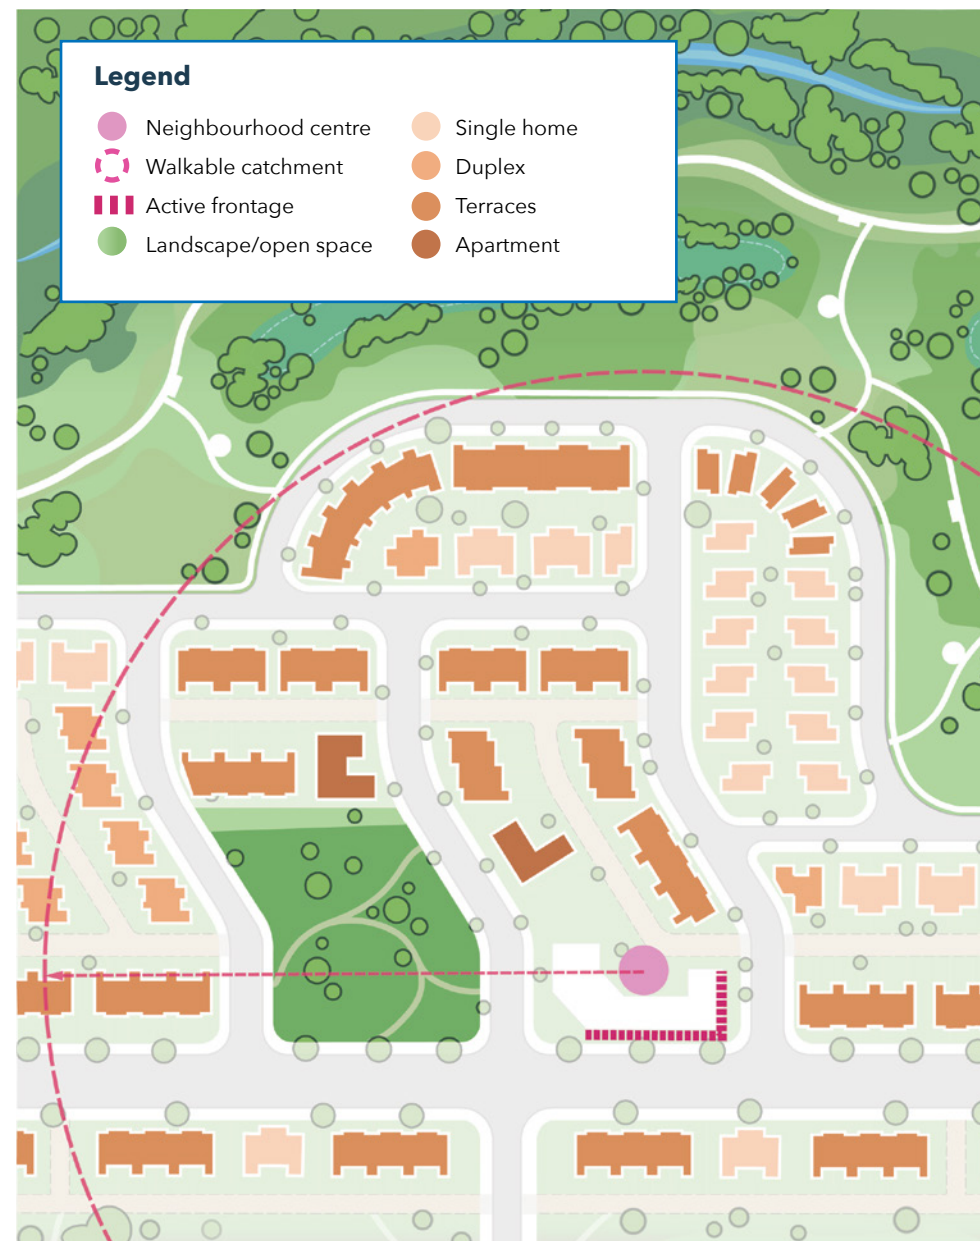 Legend
Neighbourhood centre
Walkable catchment
Active frontage
Landscape/open space
Single home
Duplex
Terraces
Apartment